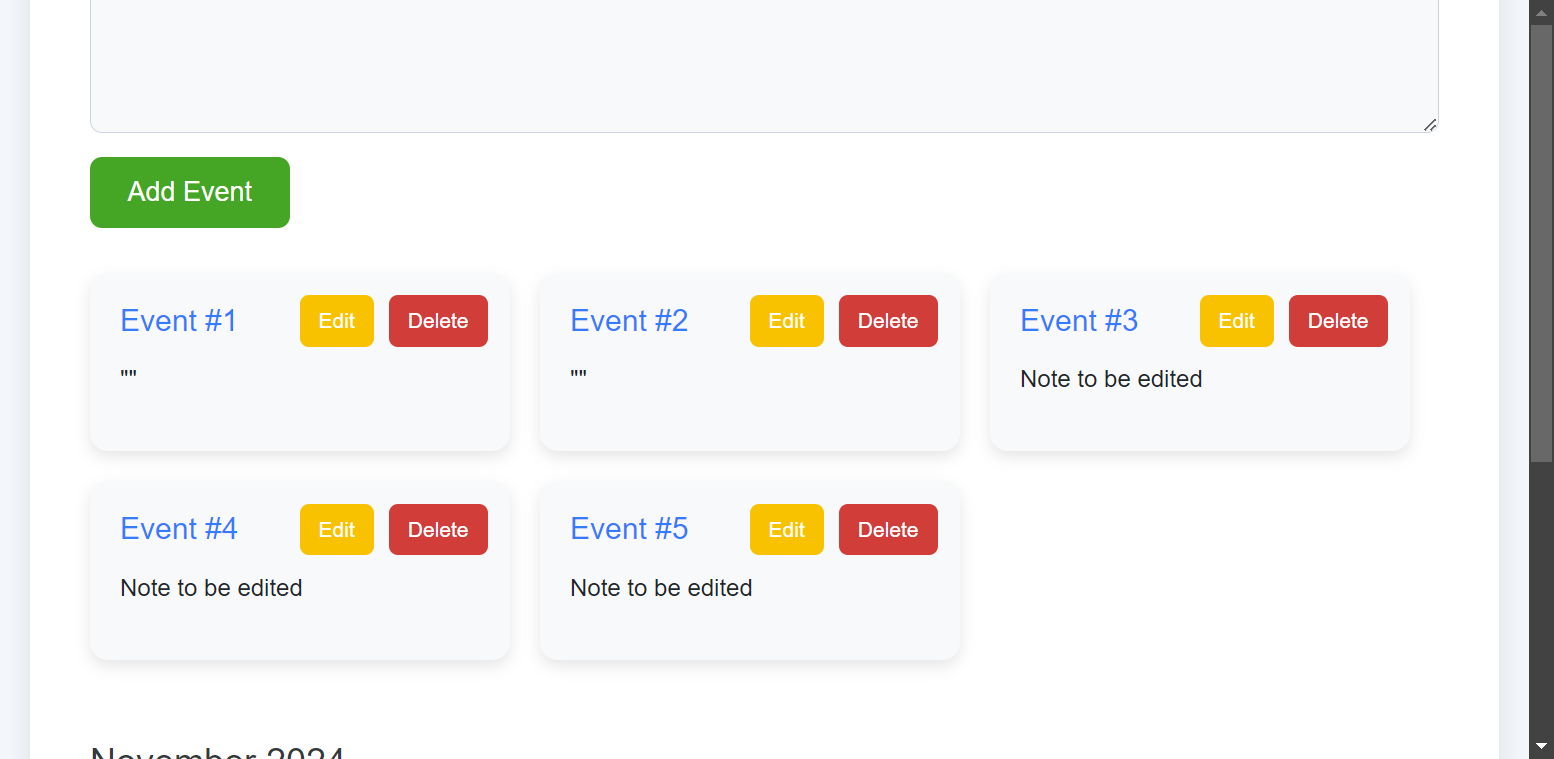 Add Event
Event #1 Edit Delete
""
Event #2 Edit Delete
""
Event #3 Edit Delete
Note to be edited
Event #4 Edit Delete
Note to be edited
Event #5 Edit Delete
Note to be edited
November 2024